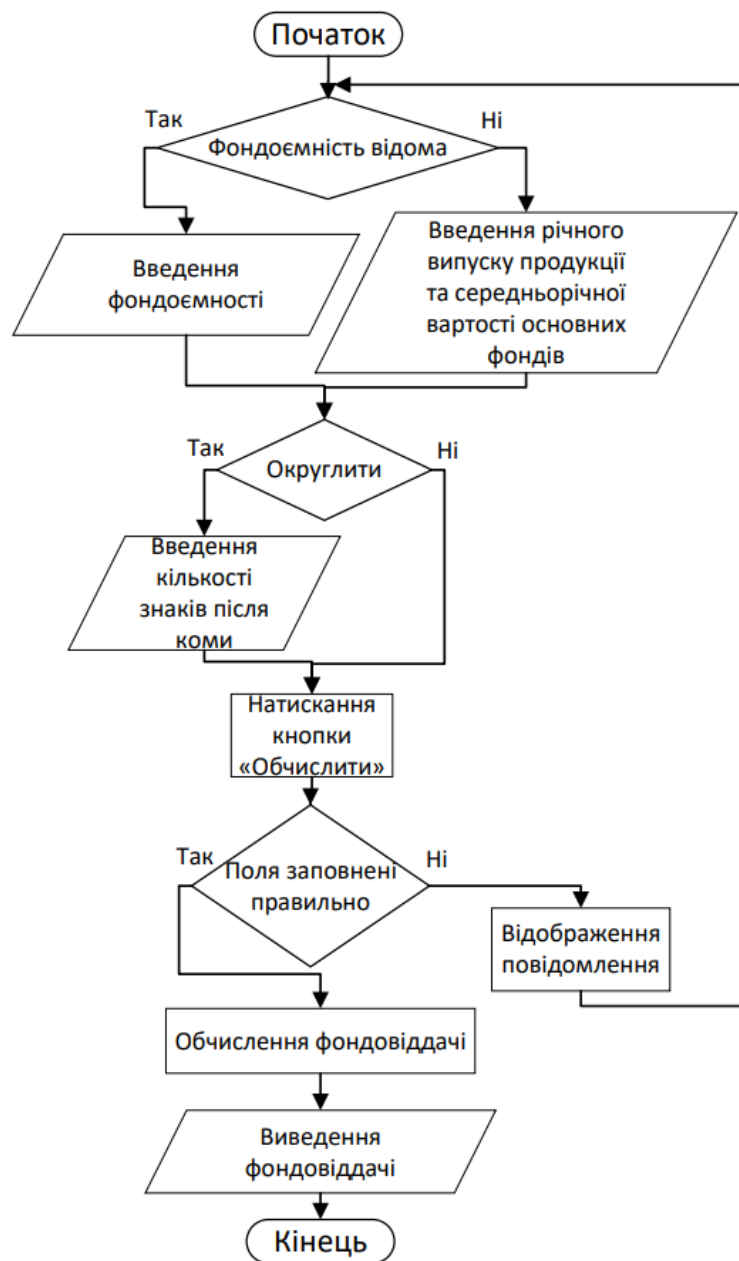 Початок
Так
Ні
Фондоємність відома
Введення
фондоємності
Введення річного
випуску продукції
та середньорічної
вартості основних
фондів
Так
Ні
Округлити
Введення
кількості
знаків після
коми
Натискання
кнопки
«Обчислити»
Так
Ні
Поля заповнені
правильно
Відображення
повідомлення
Обчислення фондовіддачі
Виведення
фондовіддачі
Кінець